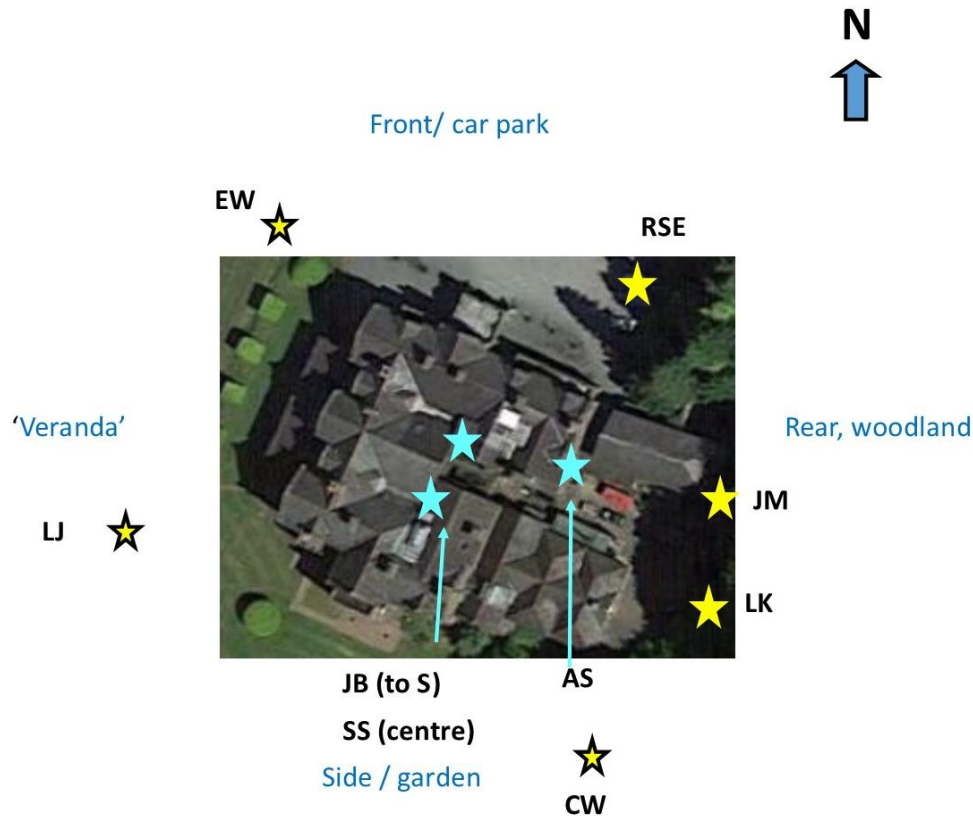 N
Front/ car park
EW
RSE
‘Veranda’
Rear, woodland
JM
LJ
LK
JB (to S)
AS
SS (centre)
Side / garden
CW